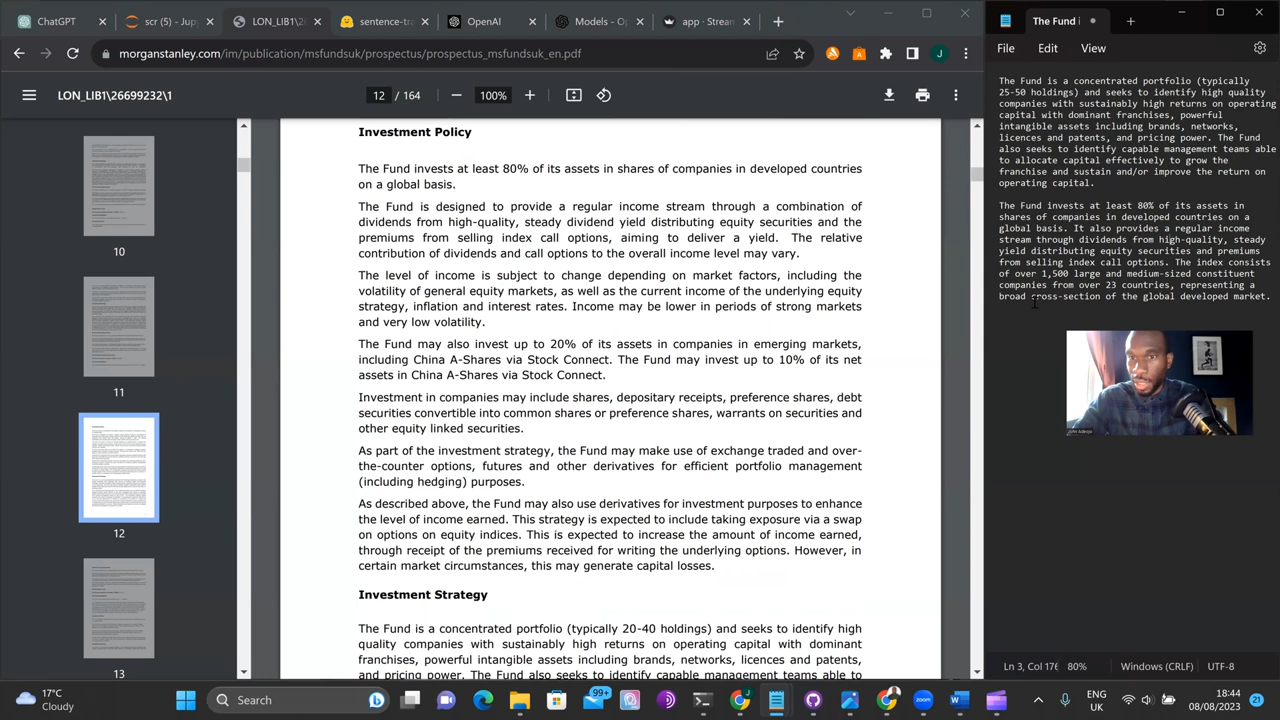 ChatGPT
scr (5) - Ju
LON_LIB1\26
sentence-tra
OpenAI
Models - Op
app · Stream
morganstanley.com/im/publication/msfundsuk/prospectus/prospectus_msfundsuk_en.pdf
J
LON_LIB1\26699232\1
12 / 164
100%
10
11
12
13
Investment Policy
The Fund invests at least 80% of its assets in shares of companies in developed countries
on a global basis.
The Fund is designed to provide a regular income stream through a combination of
dividends from high-quality, steady dividend yield distributing equity securities and the
premiums from selling index call options, aiming to deliver a yield. The relative
contribution of dividends and call options to the overall income level may vary.
The level of income is subject to change depending on market factors, including the
volatility of general equity markets, as well as the current income of the underlying equity
strategy, inflation and interest rates. Income may be lower in periods of strong markets
and very low volatility.
The Fund may also invest up to 20% of its assets in companies in emerging markets,
including China A-Shares via Stock Connect. The Fund may invest up to 10% of its net
assets in China A-Shares via Stock Connect.
Investment in companies may include shares, depositary receipts, preference shares, debt
securities convertible into common shares or preference shares, warrants on securities and
other equity linked securities.
As part of the investment strategy, the Fund may make use of exchange traded and over-
the-counter options, futures and other derivatives for efficient portfolio management
(including hedging) purposes.
As described above, the Fund may also use derivatives for investment purposes to enhance
the level of income earned. This strategy is expected to include taking exposure via a swap
on options on equity indices. This is expected to increase the amount of income earned,
through receipt of the premiums received for writing the underlying options. However, in
certain market circumstances, this may generate capital losses.
Investment Strategy
The Fund is a concentrated portfolio (typically 20-40 holdings) and seeks to identify high
quality companies with sustainably high returns on operating capital with dominant
franchises, powerful intangible assets including brands, networks, licences and patents,
The Fund i
File
Edit
View
The Fund is a concentrated portfolio (typically
25-50 holdings) and seeks to identify high quality
companies with sustainably high returns on operating
capital with dominant franchises, powerful
intangible assets including brands, networks,
licences and patents, and pricing power. The Fund
also seeks to identify capable management teams able
to allocate capital effectively to grow the
franchise and sustain and/or improve the return on
operating capital.
The Fund invests at least 80% of its assets in
shares of companies in developed countries on a
global basis. It also provides a regular income
stream through dividends from high-quality, steady
yield distributing equity securities and premiums
from selling index call options. The index consists
of over 1,500 large and medium-sized constituent
companies from over 23 countries, representing a
broad cross-section of the global developed market.
Ln 3, Col 176
80%
Windows (CRLF)
UTF-8
17°C
Cloudy
Search
99+
ENG
UK
18:44
08/08/2023